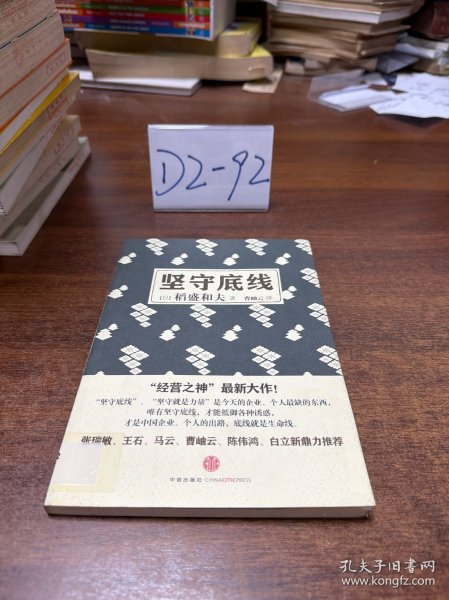 D2-92
坚守底线
[日] 稻盛和夫 著 曹岫云 译
“经营之神”最新大作！
“坚守底线”、“坚守就是力量”是今天的企业、个人最缺的东西，
唯有坚守底线，才能抵御各种诱惑，
才是中国企业、个人的出路，底线就是生命线。
张瑞敏、王石、马云、曹岫云、陈伟鸿、白立新鼎力推荐
中信出版社·CHINACITICPRESS
孔夫子旧书网
www.kongfz.com